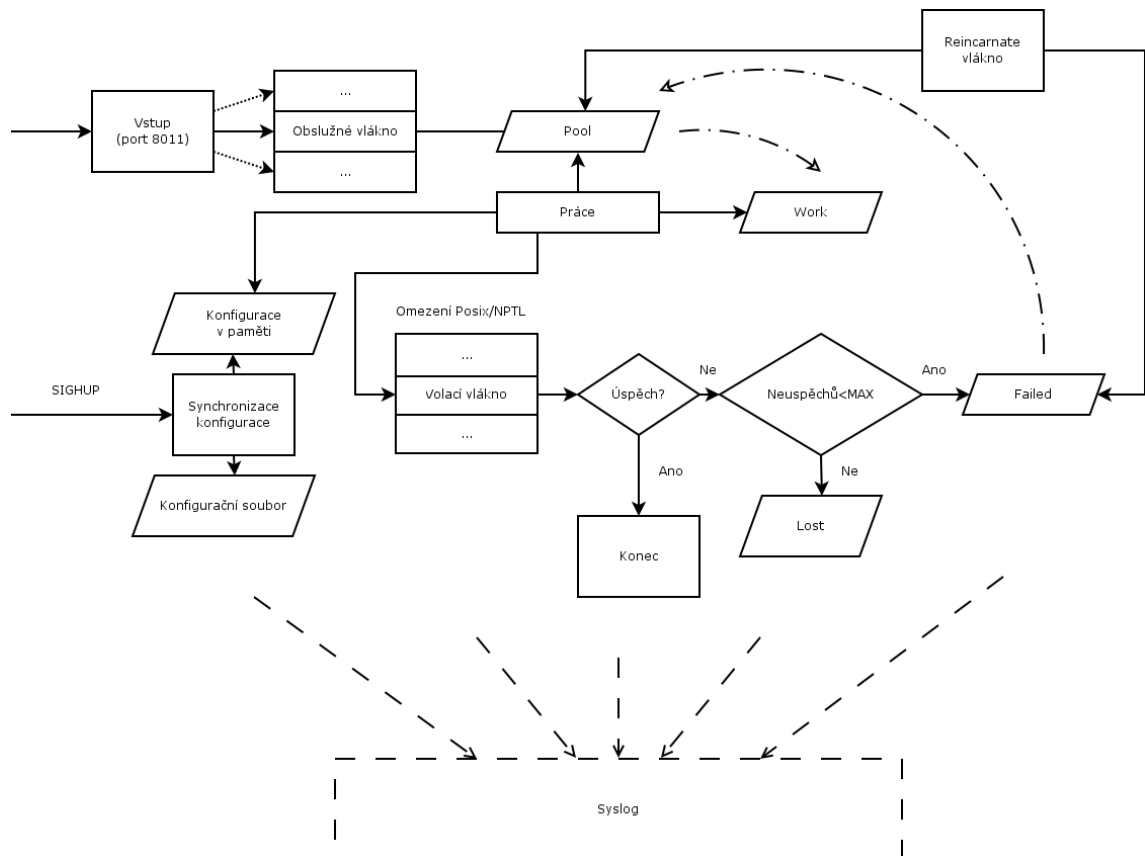 Reincarnate
vlákno
...
Vstup
(port 8011)
Obslužné vlákno
Pool
...
Práce
Work
Konfigurace
v paměti
Omezení Posix/NPTL
...
SIGHUP
Synchronizace
konfigurace
Volací vlákno
Úspěch?
Ne
Neuspěchů<MAX
Ano
Failed
...
Ano
Ne
Konfigurační soubor
Lost
Konec
Syslog